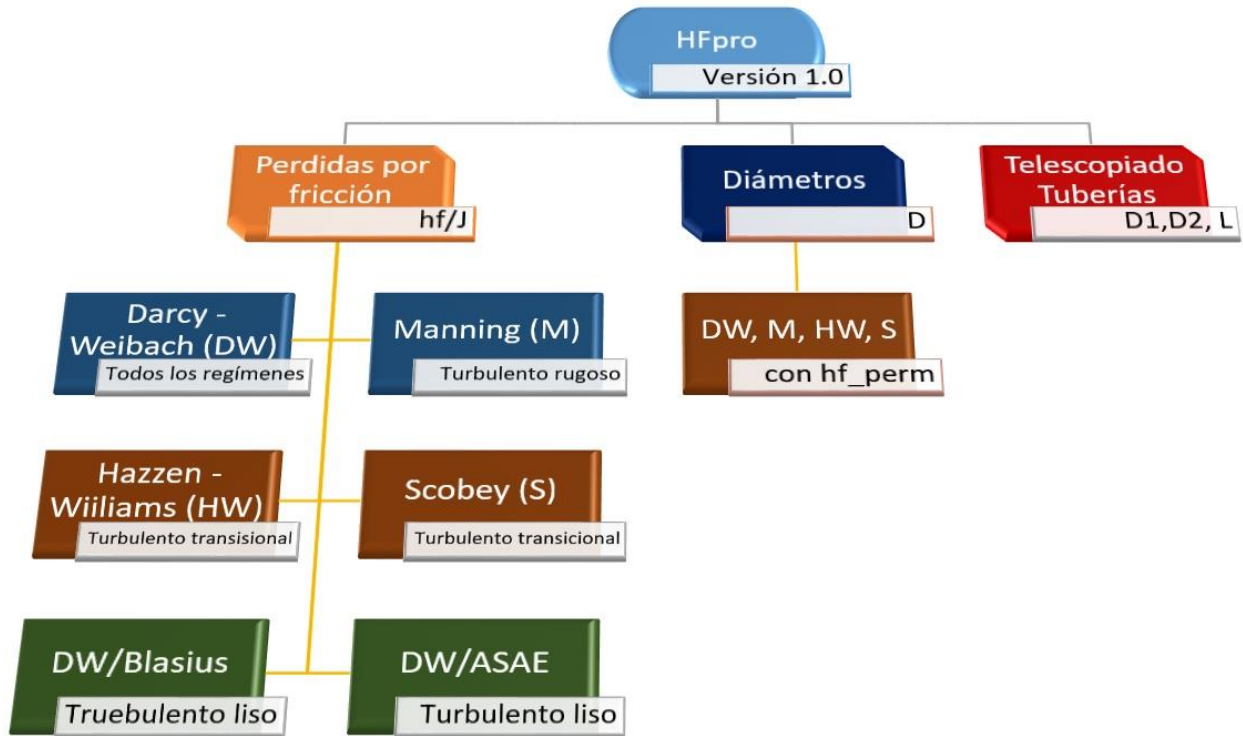 HFpro
Versión 1.0
Perdidas por
fricción
hf/J
Diámetros
D
Telescopiado
Tuberías
D1,D2, L
Darcy -
Weibach (DW)
Todos los regímenes
Manning (M)
Turbulento rugoso
DW, M, HW, S
con hf_perm
Hazzen -
Wiiliams (HW)
Turbulento transisional
Scobey (S)
Turbulento transicional
DW/Blasius
Truebulento liso
DW/ASAE
Turbulento liso